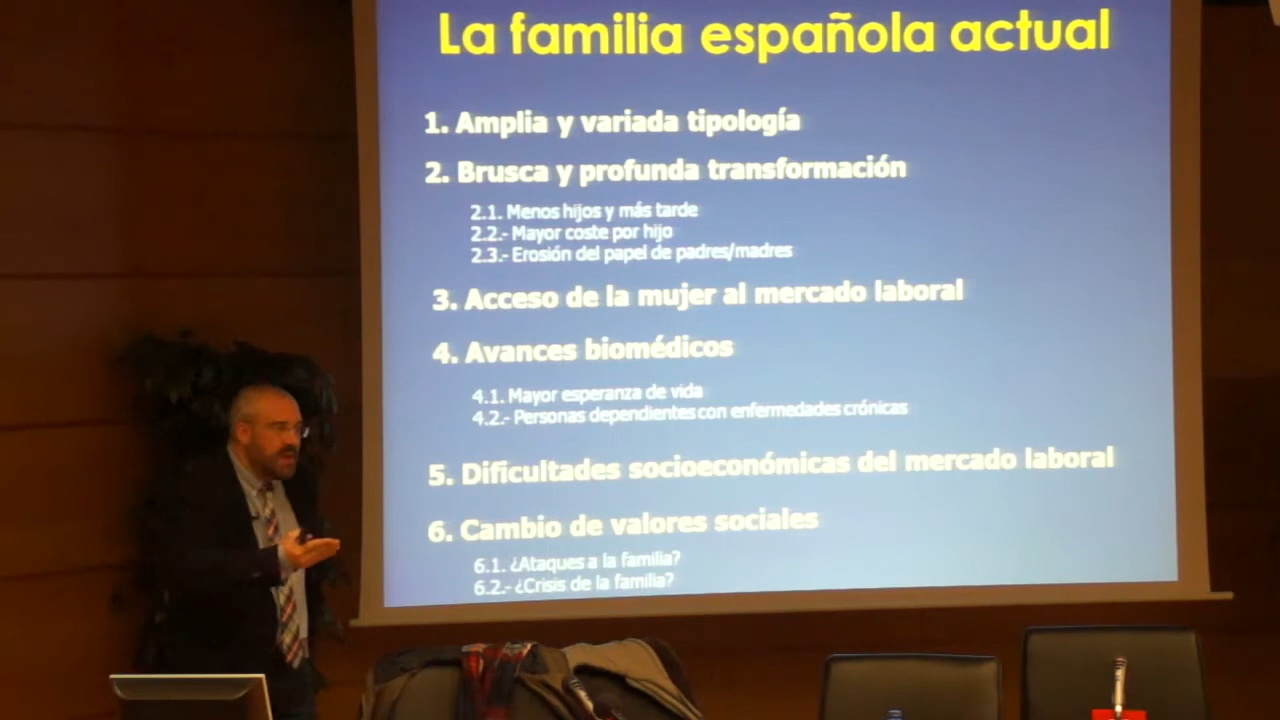 La familia española actual
1. Amplia y variada tipología
2. Brusca y profunda transformación
2.1. Menos hijos y más tarde
2.2.- Mayor coste por hijo
2.3.- Erosión del papel de padres/madres
3. Acceso de la mujer al mercado laboral
4. Avances biomédicos
4.1. Mayor esperanza de vida
4.2.- Personas dependientes con enfermedades crónicas
5. Dificultades socioeconómicas del mercado laboral
6. Cambio de valores sociales
6.1. ¿Ataques a la familia?
6.2.- ¿Crisis de la familia?